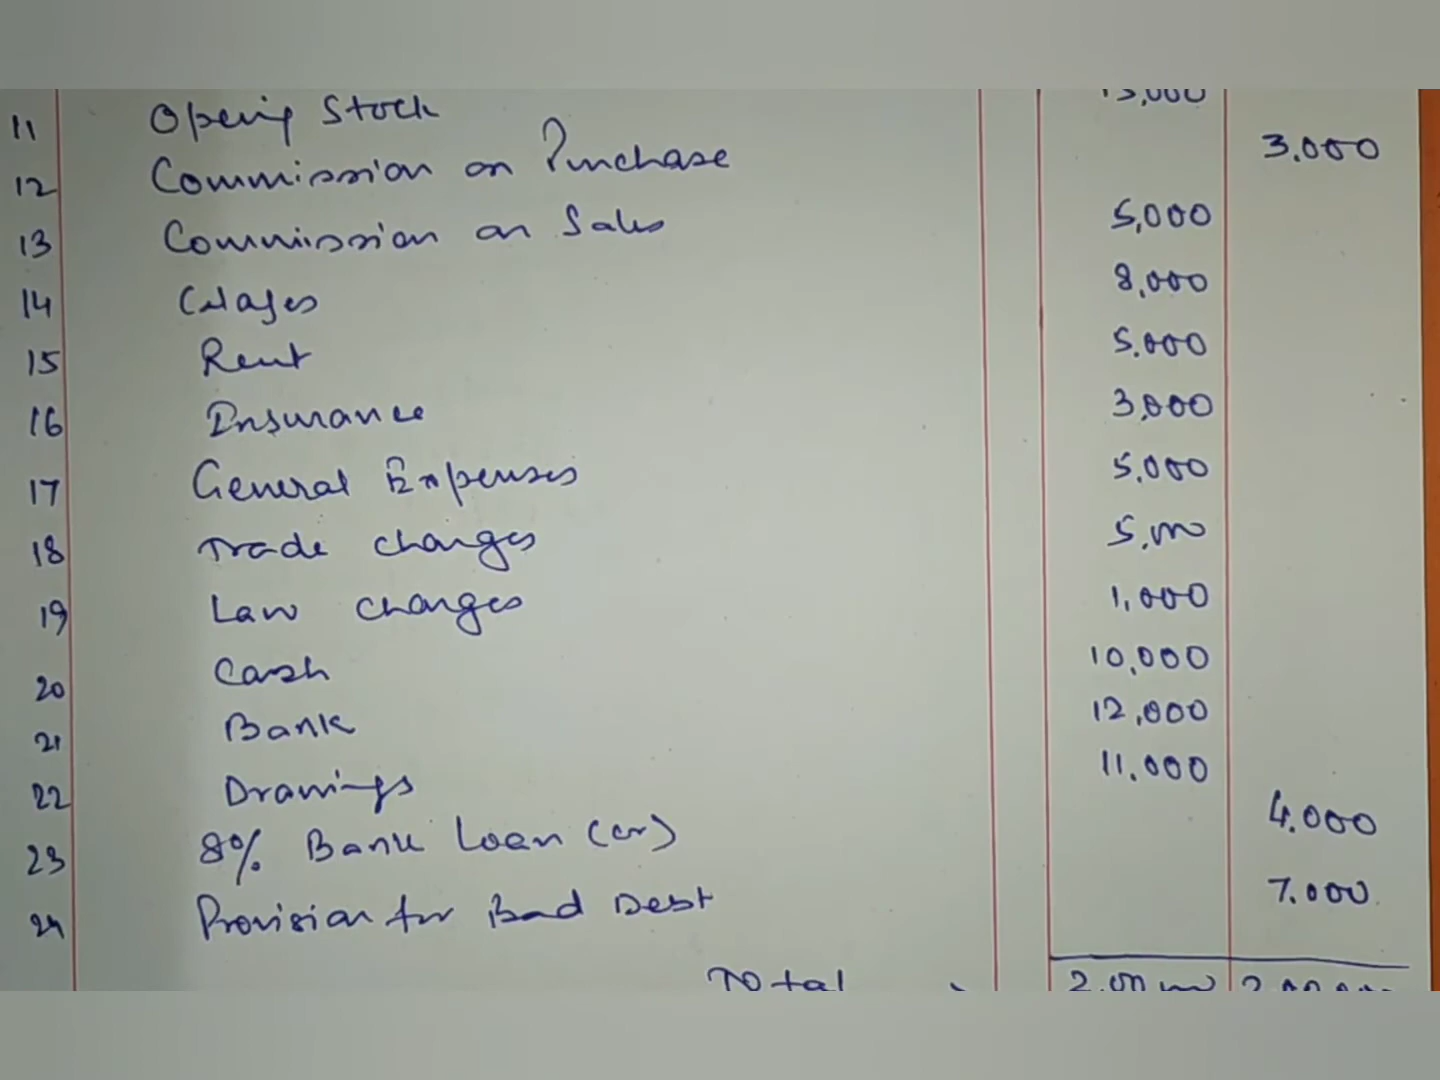 11 Opening Stock 13,000
12 Commission on Purchase 3.000
13 Commission on Sales 5,000
14 Wages 8,000
15 Rent 5.000
16 Insurance 3,000
17 General Expenses 5.000
18 Trade charges 5.000
19 Law charges 1,000
20 Cash 10,000
21 Bank 12,000
22 Drawings 11.000
23 8% Bank Loan (cr) 4.000
24 Provision for Bad Debt 7.000
Total